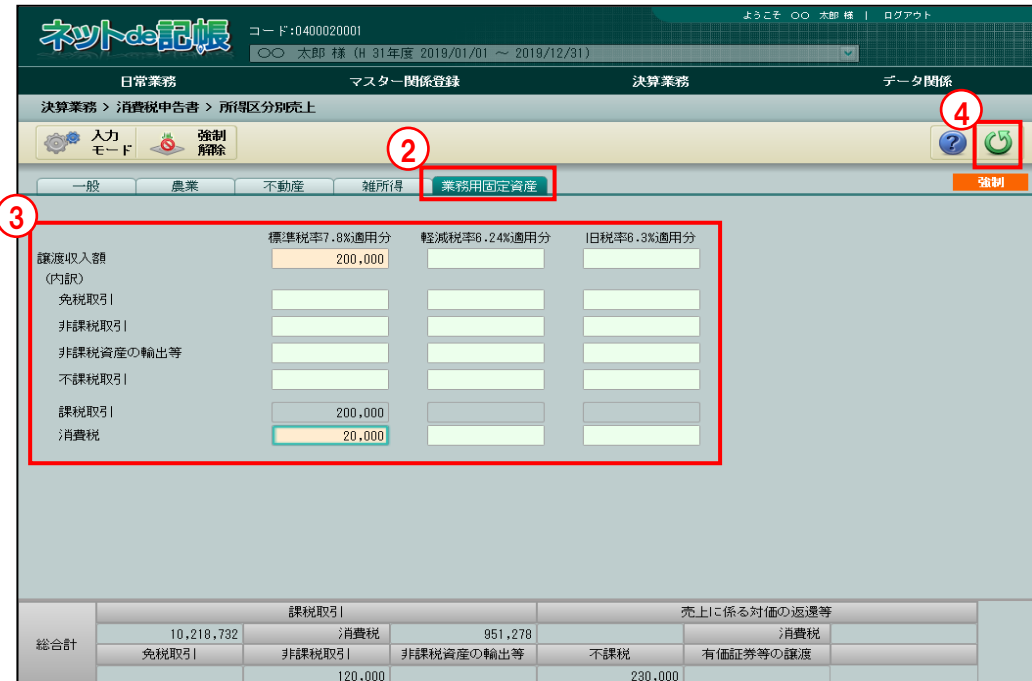 ようこそ 〇〇 太郎 様 | ログアウト
ネットde記帳
コード:0400020001
〇〇 太郎 様 (H 31年度 2019/01/01 ~ 2019/12/31)
日常業務 マスター関係登録 決算業務 データ関係
決算業務 > 消費税申告書 > 所得区分別売上
④
入力モード 強制解除 ?
②
一般 農業 不動産 雑所得 業務用固定資産 強制
③
標準税率7.8%適用分 軽減税率6.24%適用分 旧税率6.3%適用分
譲渡収入額 200,000
(内訳)
免税取引
非課税取引
非課税資産の輸出等
不課税取引
課税取引 200,000
消費税 20,000
課税取引 売上に係る対価の返還等
総合計 10,218,732 消費税 951,278 消費税
免税取引 非課税取引 非課税資産の輸出等 不課税 有価証券等の譲渡
120,000 230,000